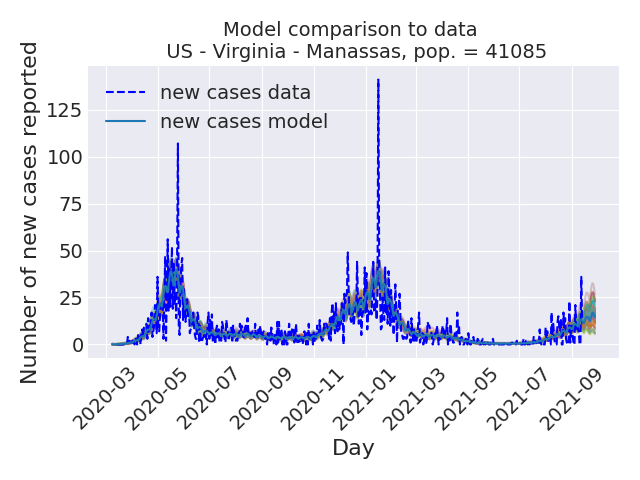 Model comparison to data
US - Virginia - Manassas, pop. = 41085
Number of new cases reported
new cases data
new cases model
125
100
75
50
25
0
2020-03
2020-05
2020-07
2020-09
2020-11
2021-01
2021-03
2021-05
2021-07
2021-09
Day